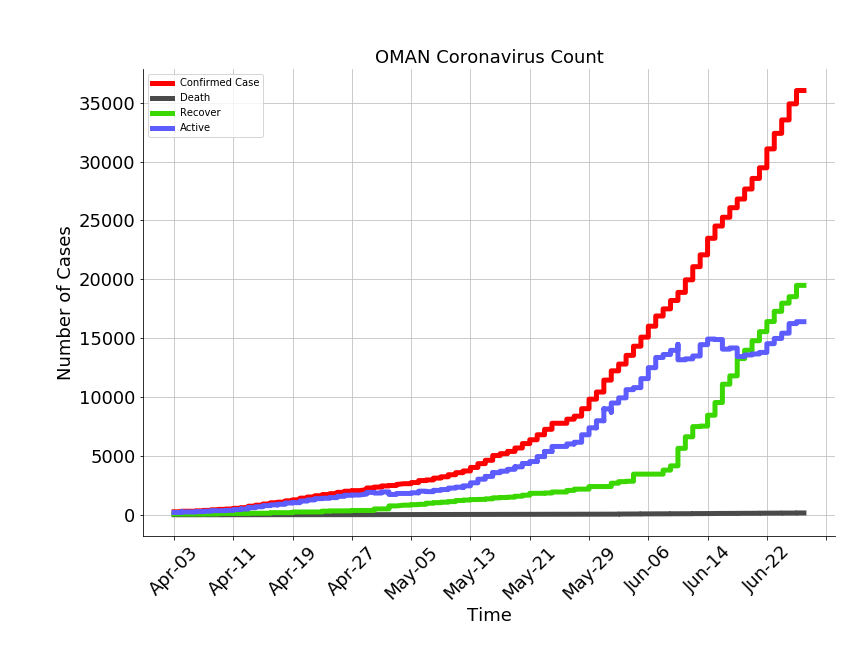 OMAN Coronavirus Count
Confirmed Case
Death
Recover
Active
35000
30000
25000
20000
15000
10000
5000
0
Number of Cases
Apr-03
Apr-11
Apr-19
Apr-27
May-05
May-13
May-21
May-29
Jun-06
Jun-14
Jun-22
Time